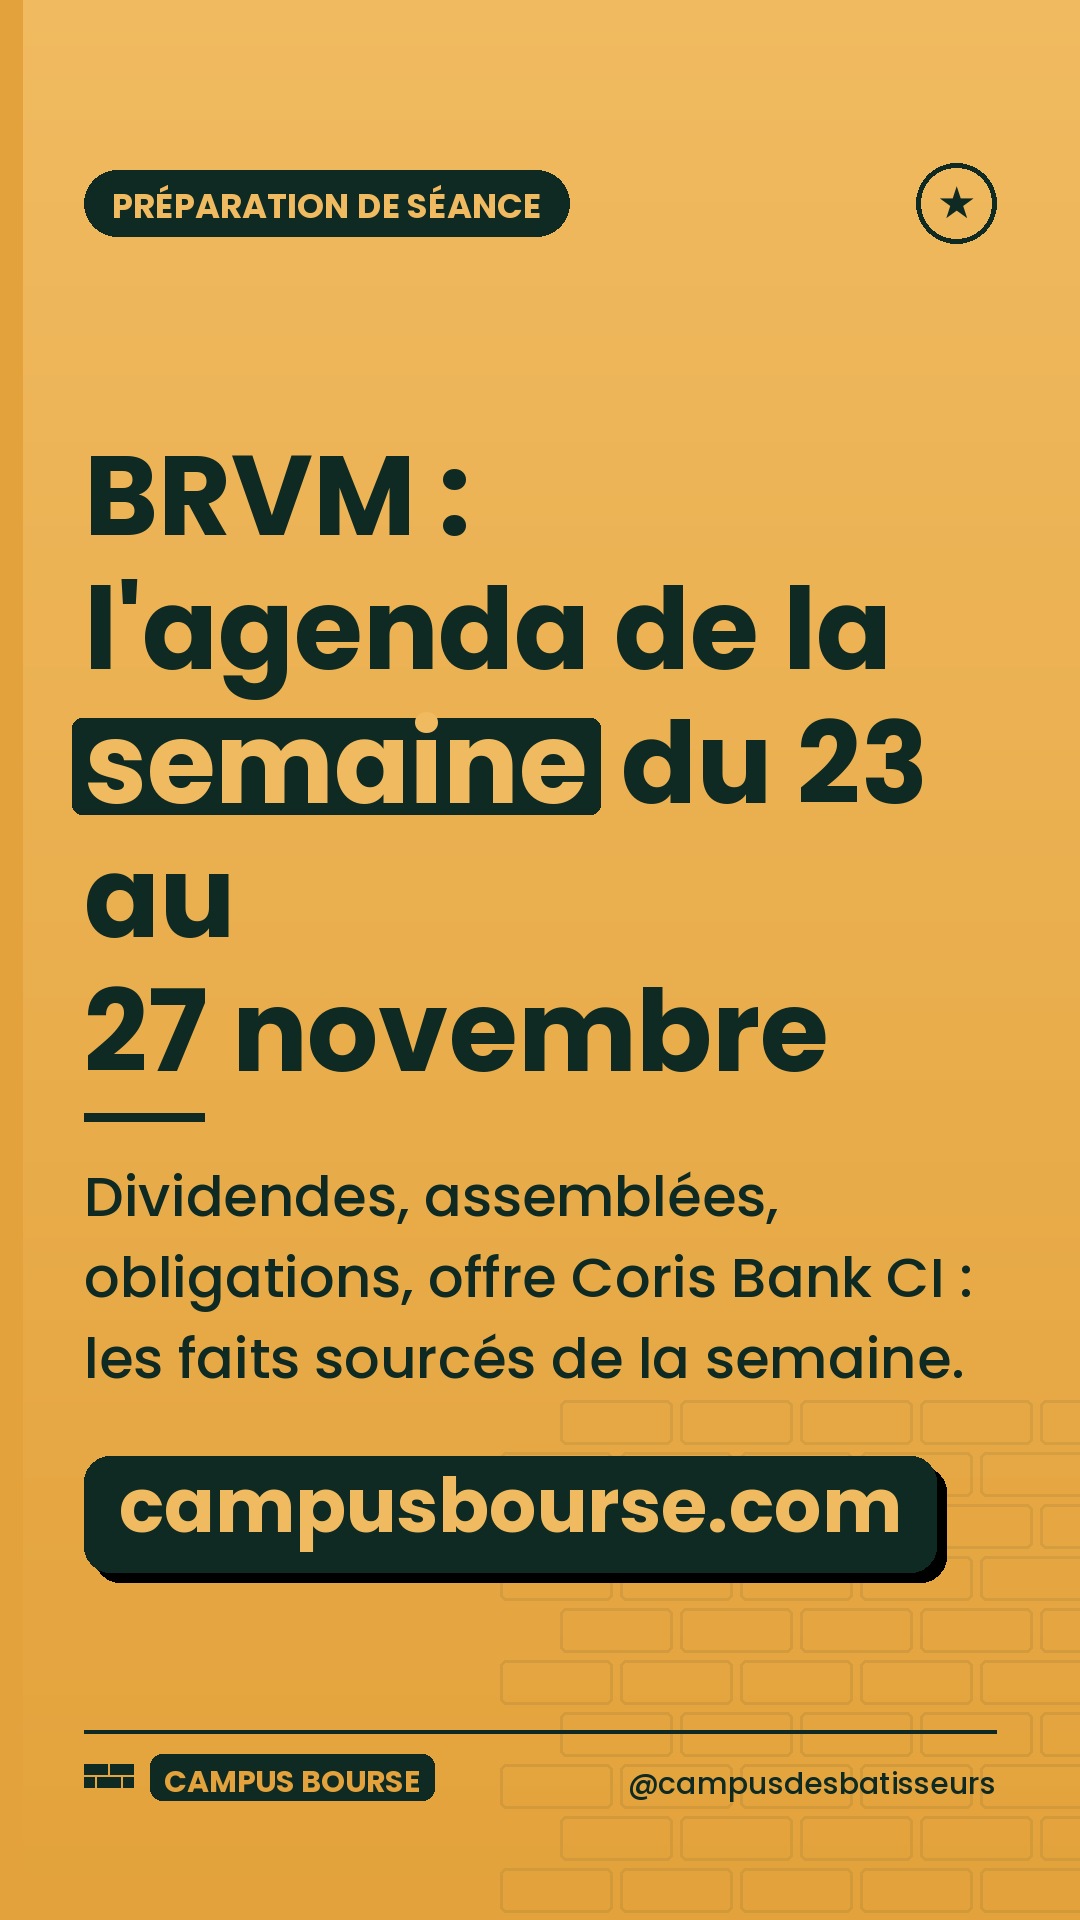 PRÉPARATION DE SÉANCE
BRVM :
l'agenda de la
semaine du 23
au
27 novembre
Dividendes, assemblées,
obligations, offre Coris Bank CI :
les faits sourcés de la semaine.
campusbourse.com
CAMPUS BOURSE
@campusdesbatisseurs